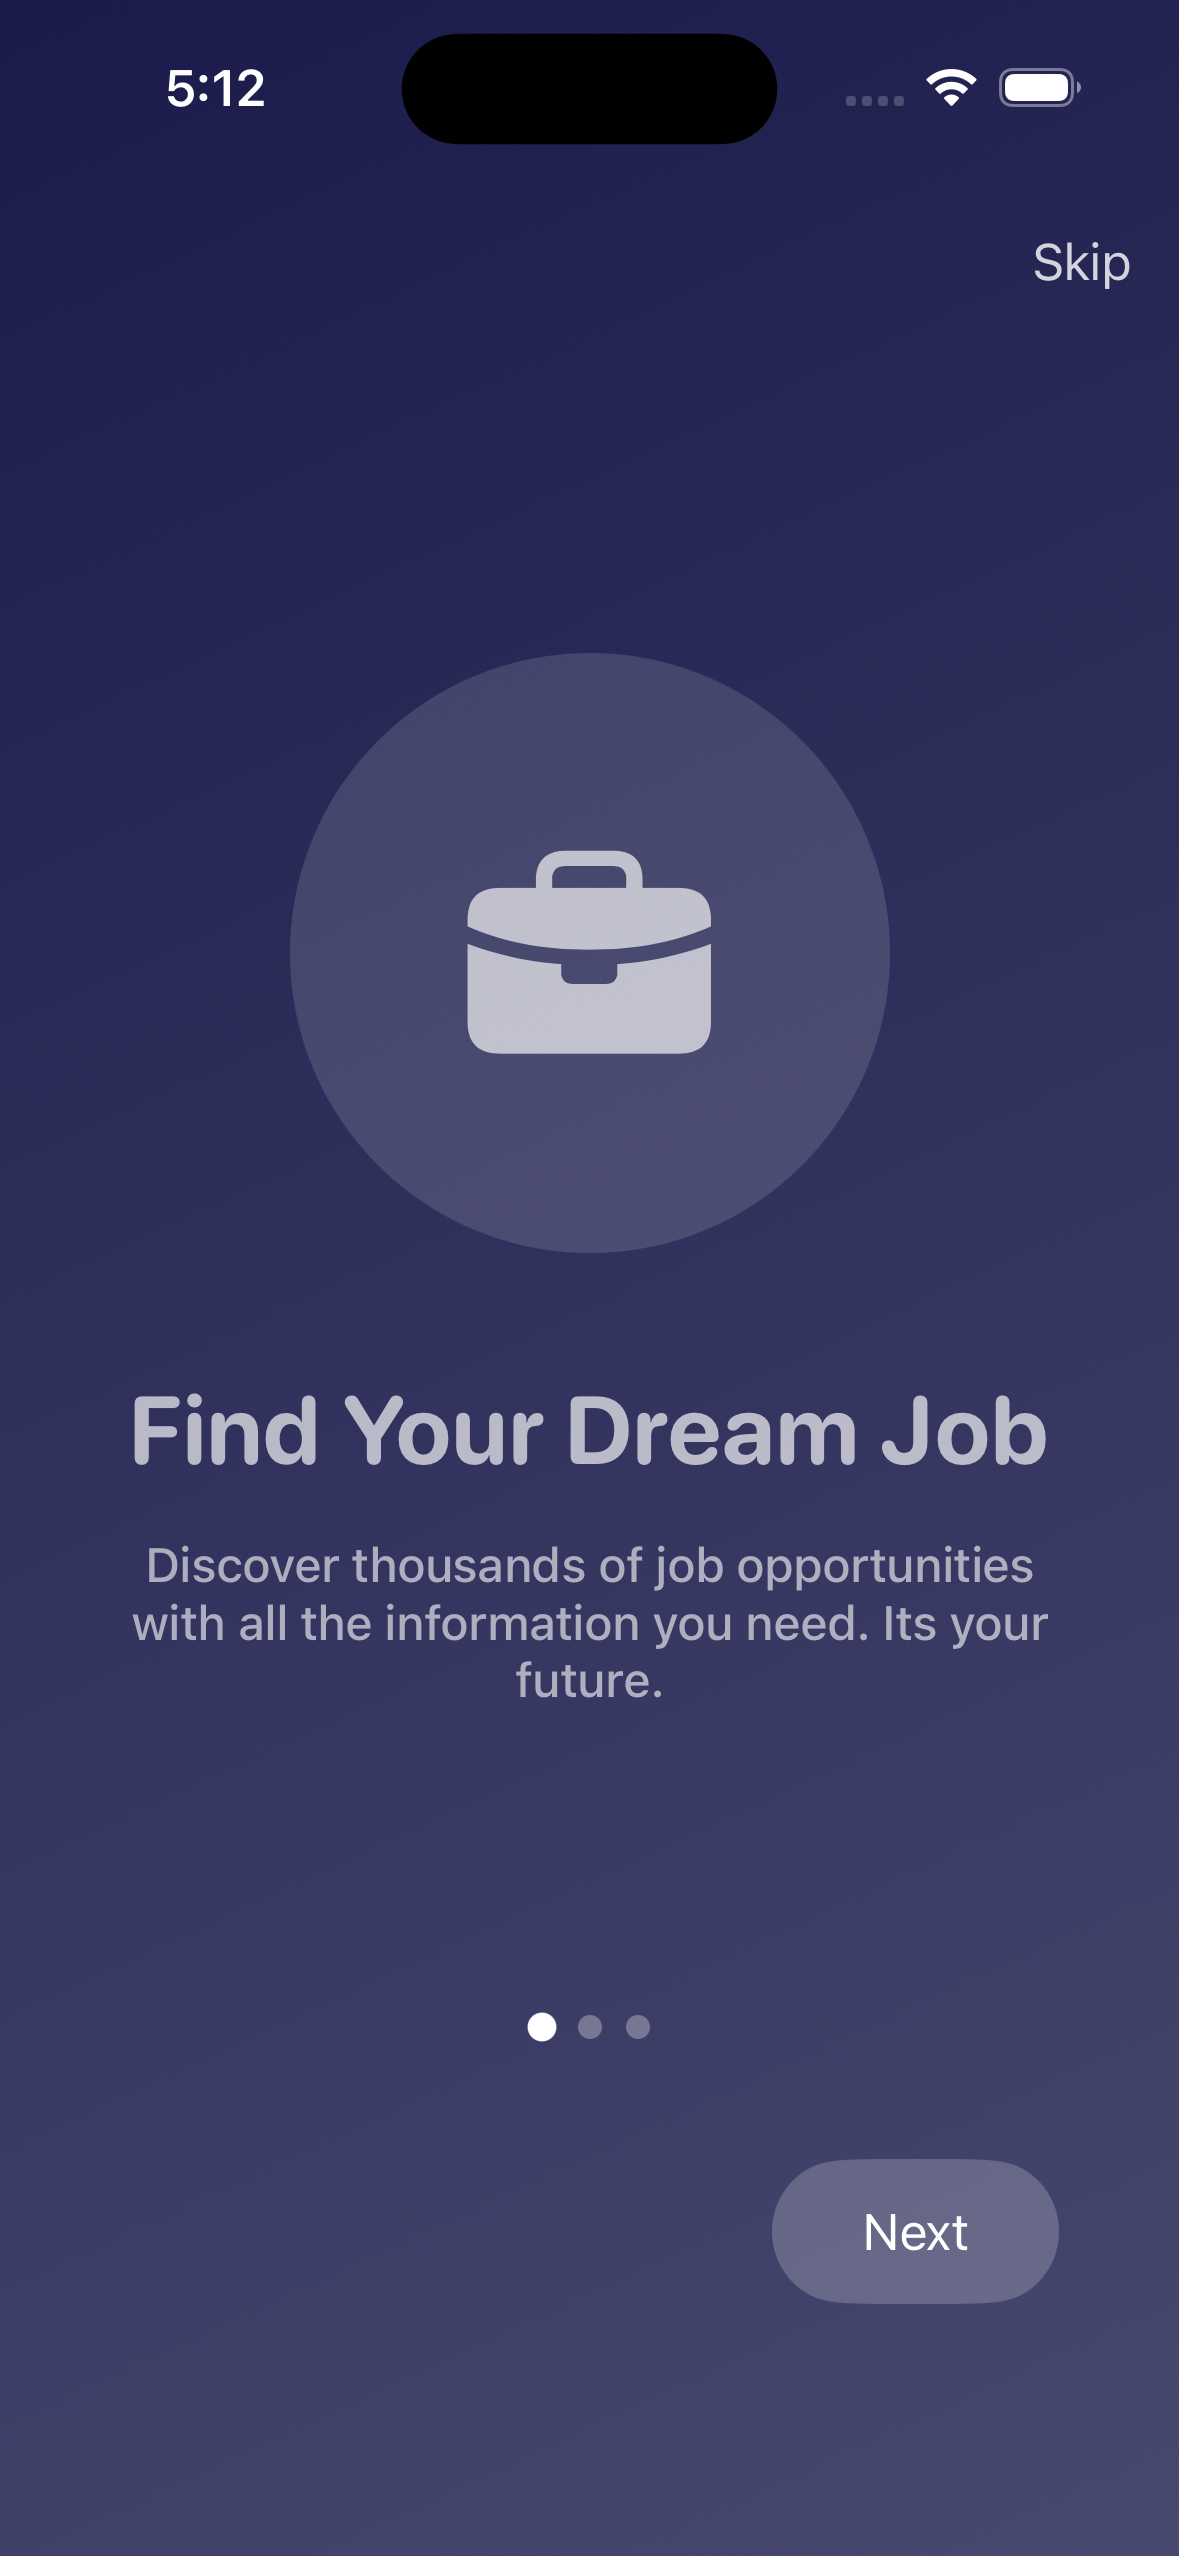 5:12
Skip
Find Your Dream Job
Discover thousands of job opportunities
with all the information you need. Its your
future.
Next